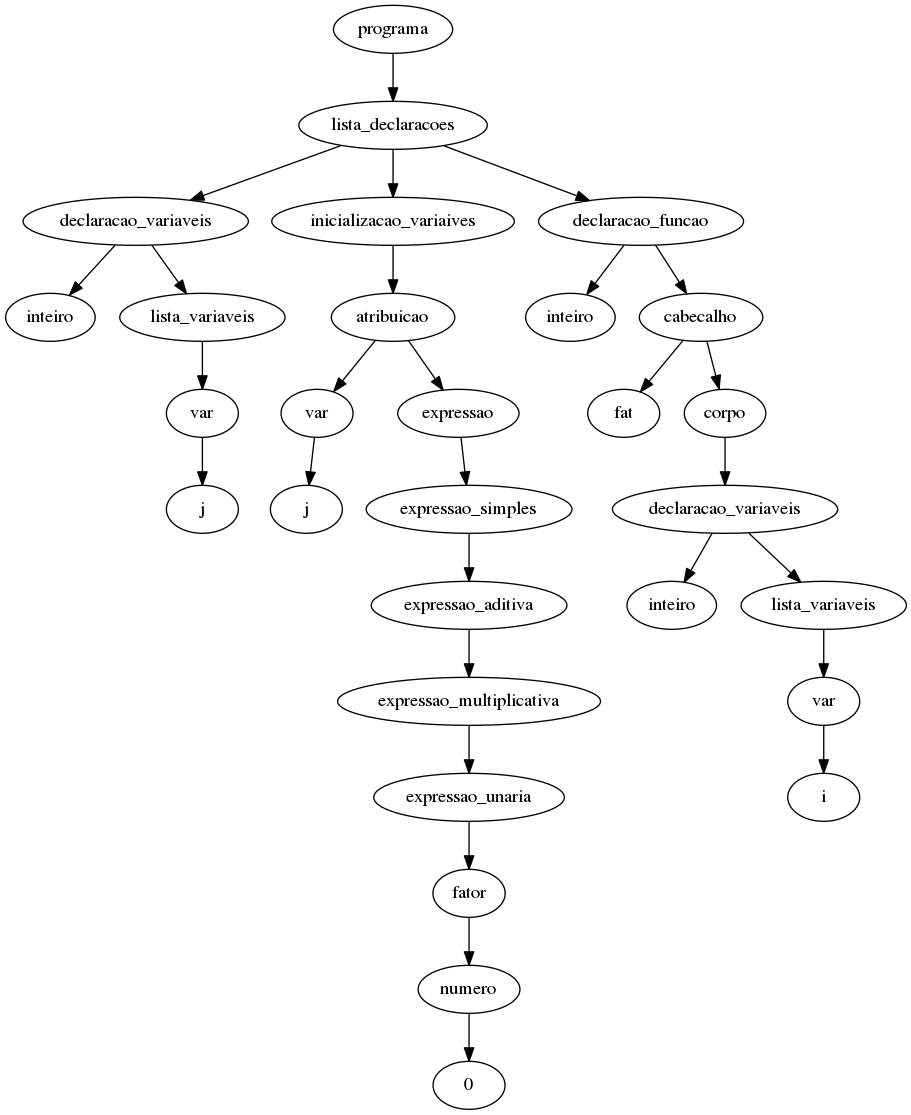 programa
lista_declaracoes
declaracao_variaveis
inicializacao_variaives
declaracao_funcao
inteiro
lista_variaveis
atribuicao
inteiro
cabecalho
var
var
expressao
fat
corpo
j
j
expressao_simples
declaracao_variaveis
expressao_aditiva
inteiro
lista_variaveis
expressao_multiplicativa
var
expressao_unaria
i
fator
numero
0